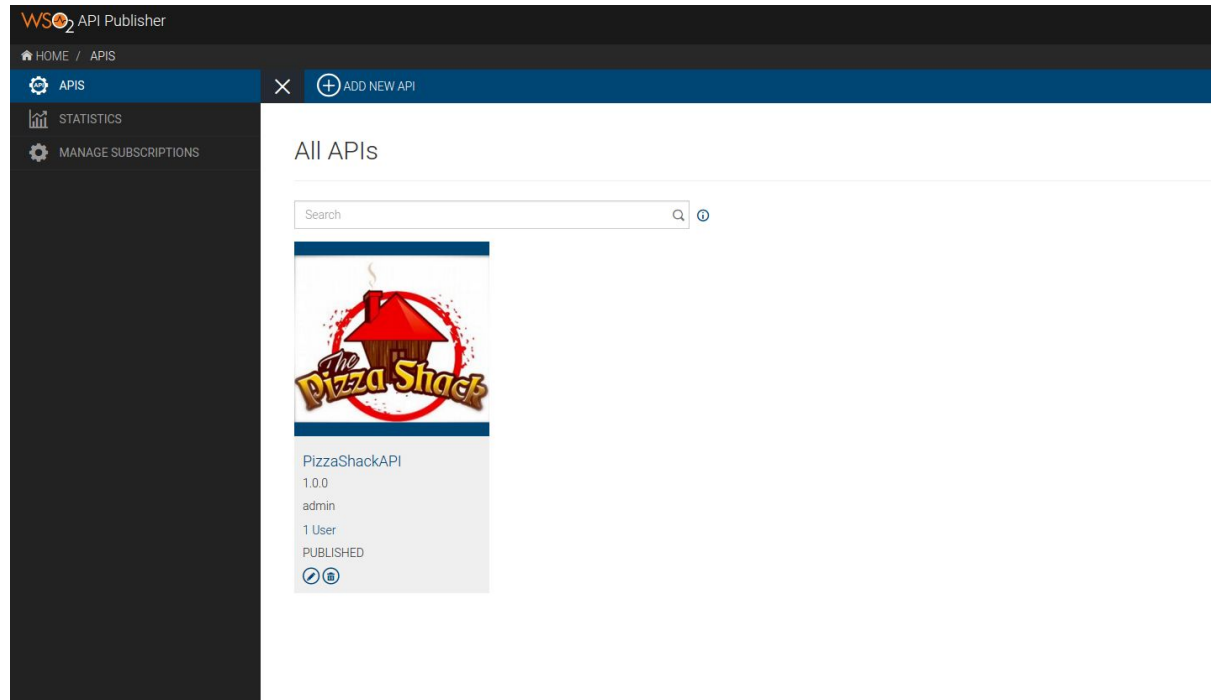 WSO2 API Publisher
HOME / APIS
APIS
ADD NEW API
STATISTICS
MANAGE SUBSCRIPTIONS
All APIs
Search
The
Pizza Shack
PizzaShackAPI
1.0.0
admin
1 User
PUBLISHED